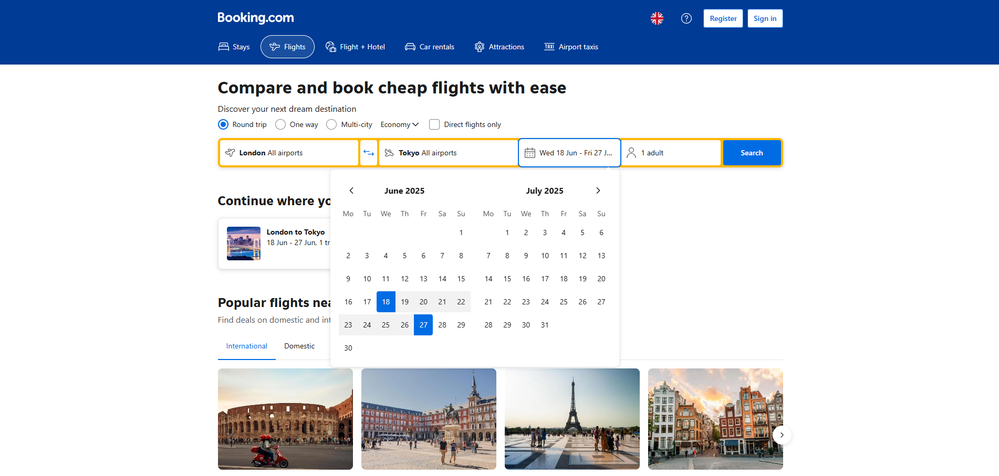 Booking.com
Register
Sign in
Stays
Flights
Flight + Hotel
Car rentals
Attractions
TAXI Airport taxis
Compare and book cheap flights with ease
Discover your next dream destination
Round trip
One way
Multi-city
Economy
Direct flights only
London All airports
Tokyo All airports
Wed 18 Jun - Fri 27 J...
1 adult
Search
Continue where yo
London to Tokyo
18 Jun - 27 Jun, 1 tr
June 2025
Mo Tu We Th Fr Sa Su
1
2 3 4 5 6 7 8
9 10 11 12 13 14 15
16 17 18 19 20 21 22
23 24 25 26 27 28 29
30
July 2025
Mo Tu We Th Fr Sa Su
1 2 3 4 5 6
7 8 9 10 11 12 13
14 15 16 17 18 19 20
21 22 23 24 25 26 27
28 29 30 31
Popular flights nea
Find deals on domestic and int
International
Domestic